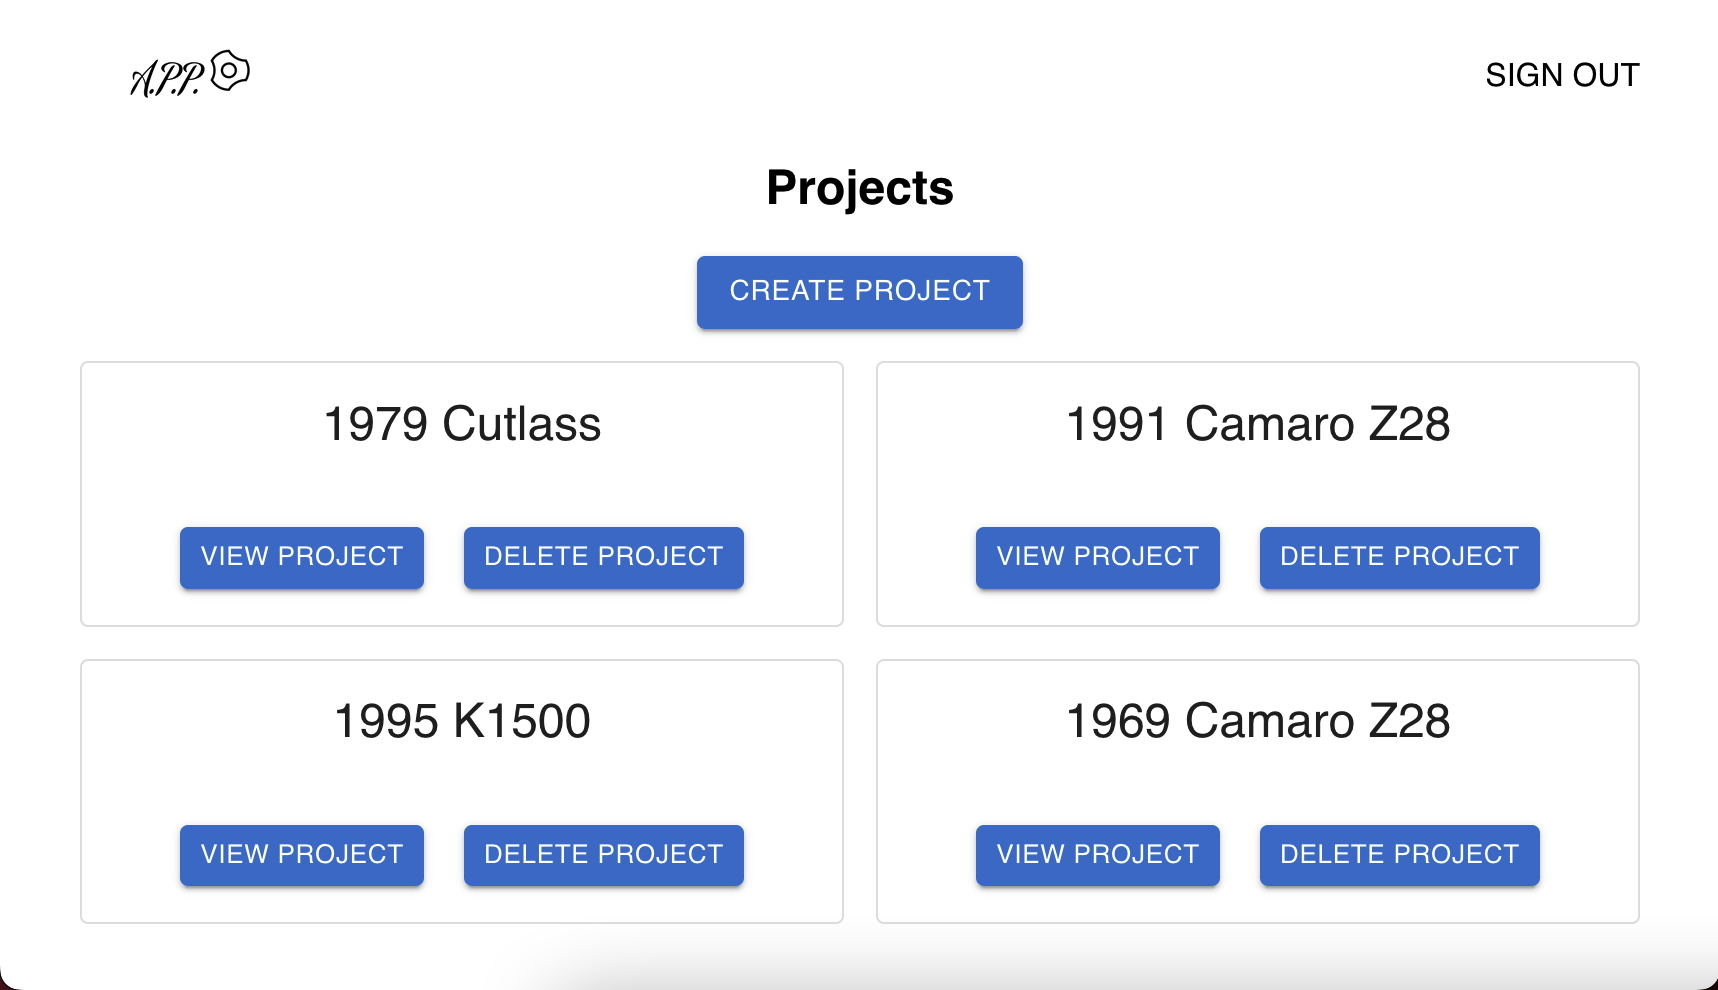 A.P.P.
SIGN OUT
Projects
CREATE PROJECT
1979 Cutlass
VIEW PROJECT DELETE PROJECT
1991 Camaro Z28
VIEW PROJECT DELETE PROJECT
1995 K1500
VIEW PROJECT DELETE PROJECT
1969 Camaro Z28
VIEW PROJECT DELETE PROJECT